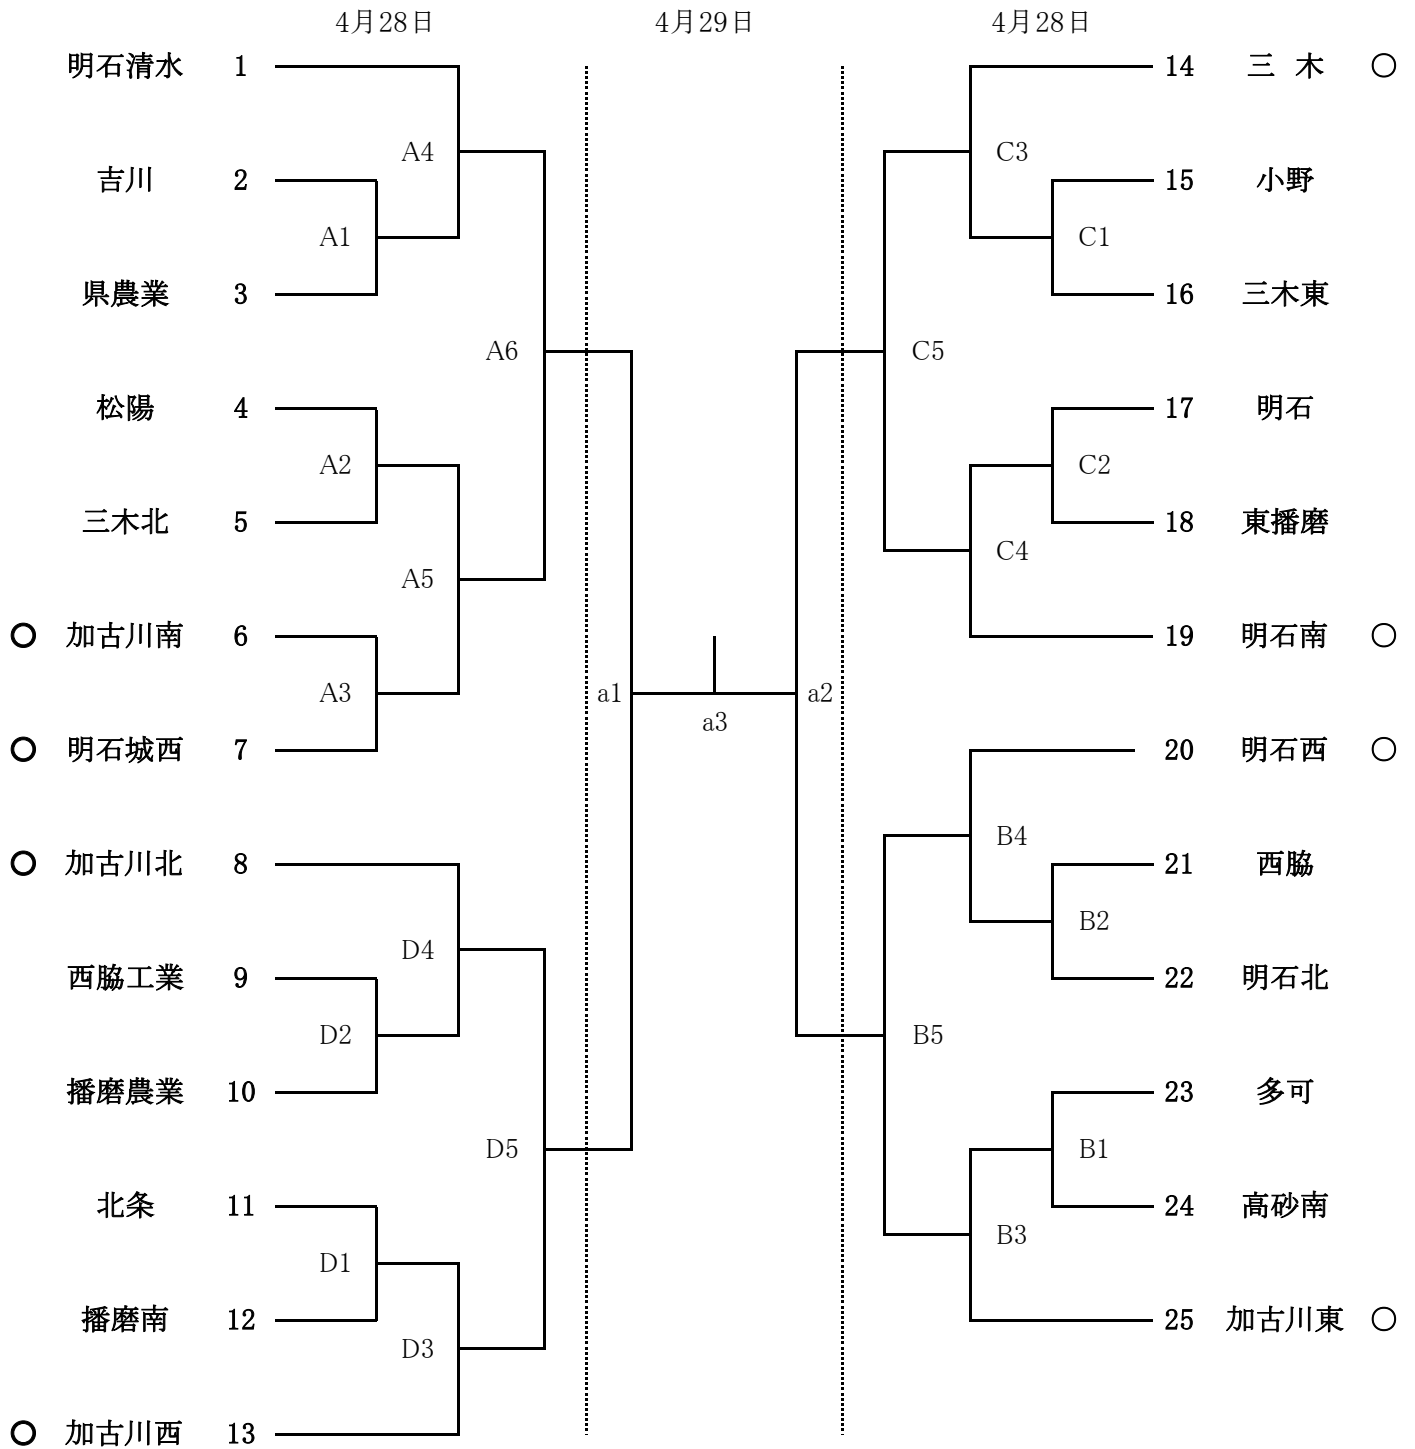 4月28日 4月29日 4月28日
明石清水 1 14 三 木 ○
A4 C3
吉川 2 15 小野
A1 C1
県農業 3 16 三木東
A6 C5
松陽 4 17 明石
A2 C2
三木北 5 18 東播磨
A5 C4
○ 加古川南 6 19 明石南 ○
A3 a1 a2
a3
○ 明石城西 7 20 明石西 ○
B4
○ 加古川北 8 21 西脇
D4 B2
西脇工業 9 22 明石北
D2 B5
播磨農業 10 23 多可
D5 B1
北条 11 24 高砂南
D1 B3
播磨南 12 25 加古川東 ○
D3
○ 加古川西 13